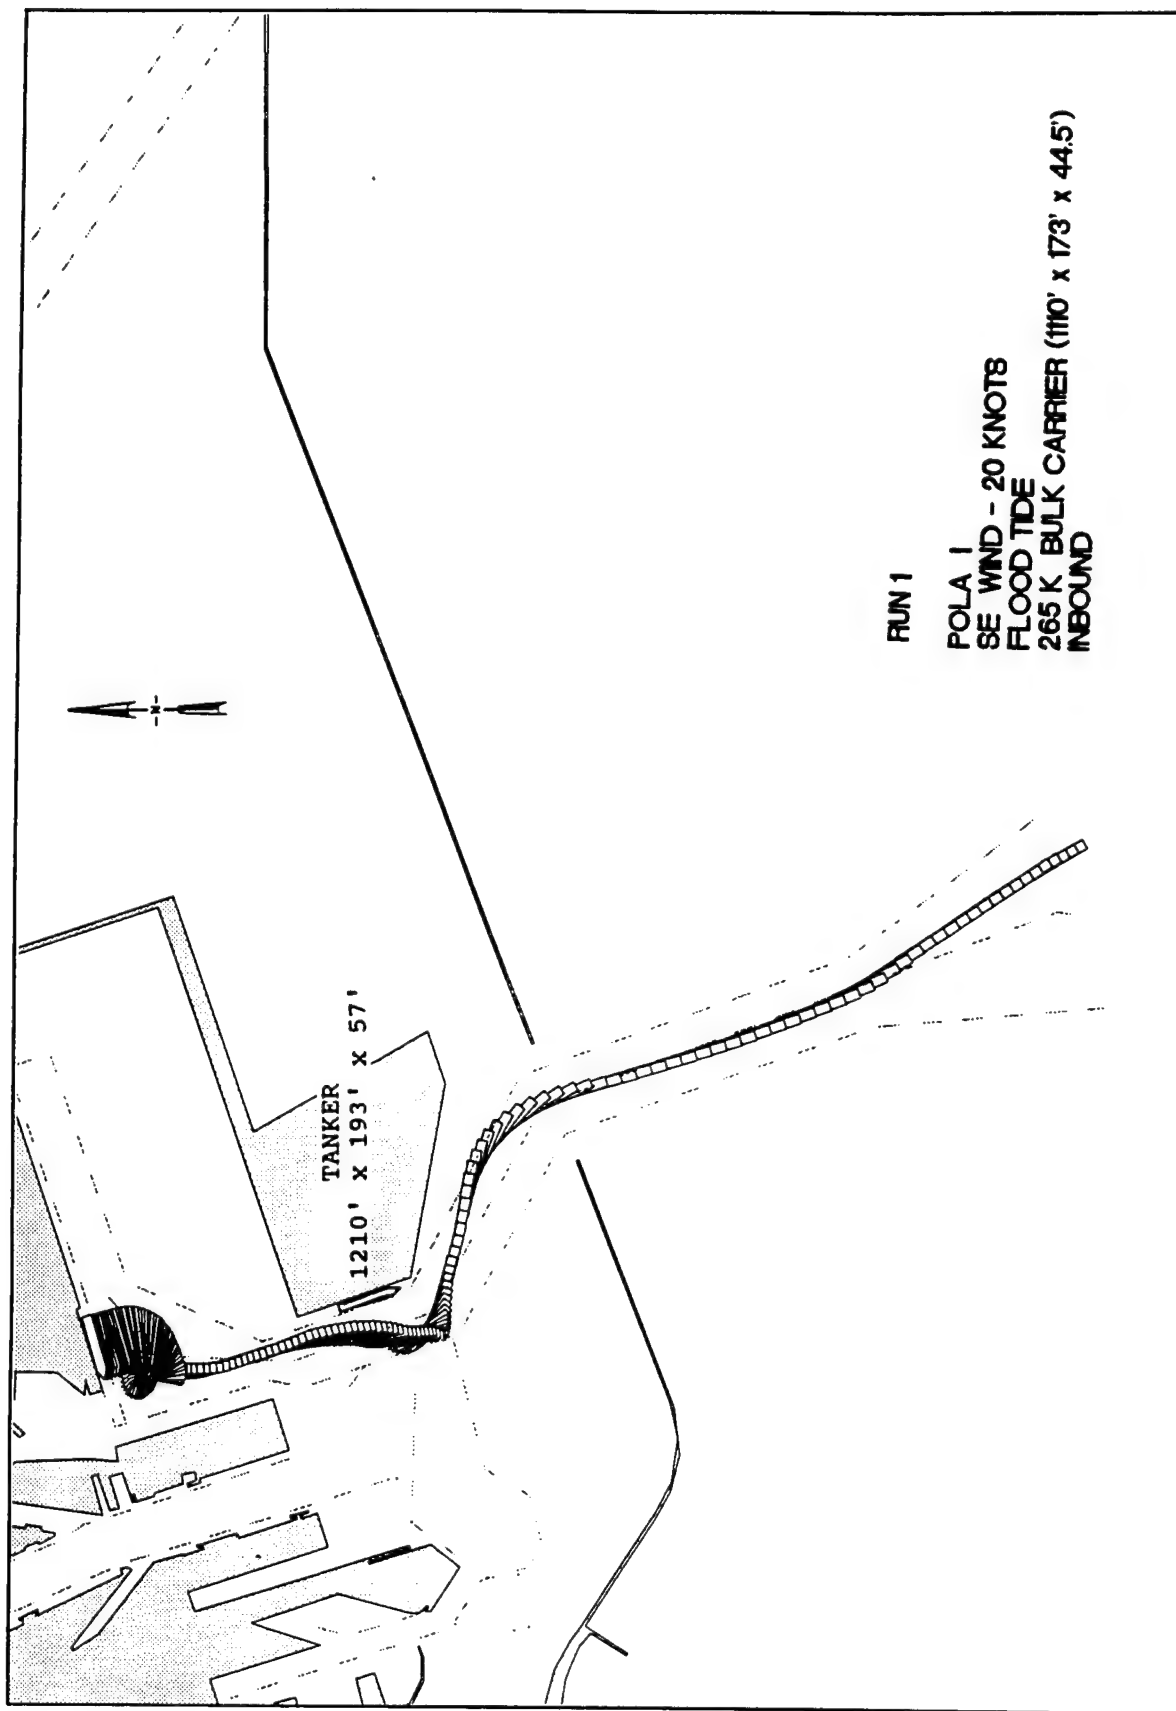 TANKER
1210' x 193' x 57'
-N-
RUN 1
POLA I
SE WIND - 20 KNOTS
FLOOD TIDE
265 K BULK CARRIER (1110' x 173' x 44.5')
INBOUND